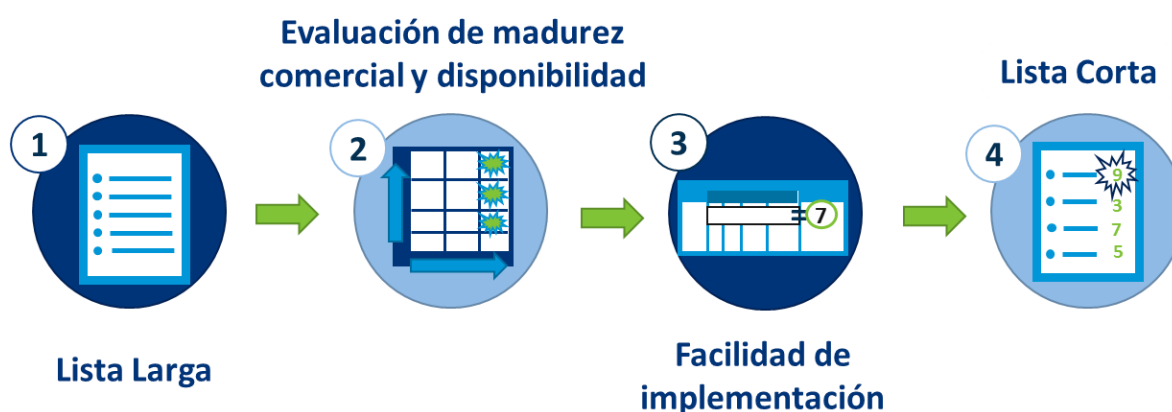 1
Lista Larga
Evaluación de madurez
comercial y disponibilidad
2
3
= 7
Facilidad de
implementación
Lista Corta
4
9
3
7
5